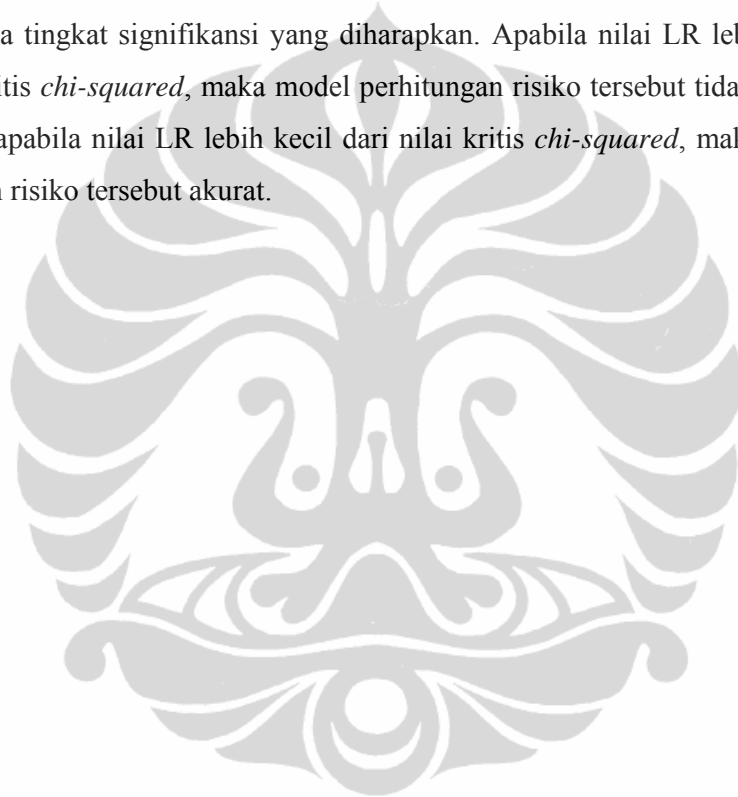 a tingkat signifikansi yang diharapkan. Apabila nilai LR leb
itis chi-squared, maka model perhitungan risiko tersebut tida
apabila nilai LR lebih kecil dari nilai kritis chi-squared, mak
risiko tersebut akurat.